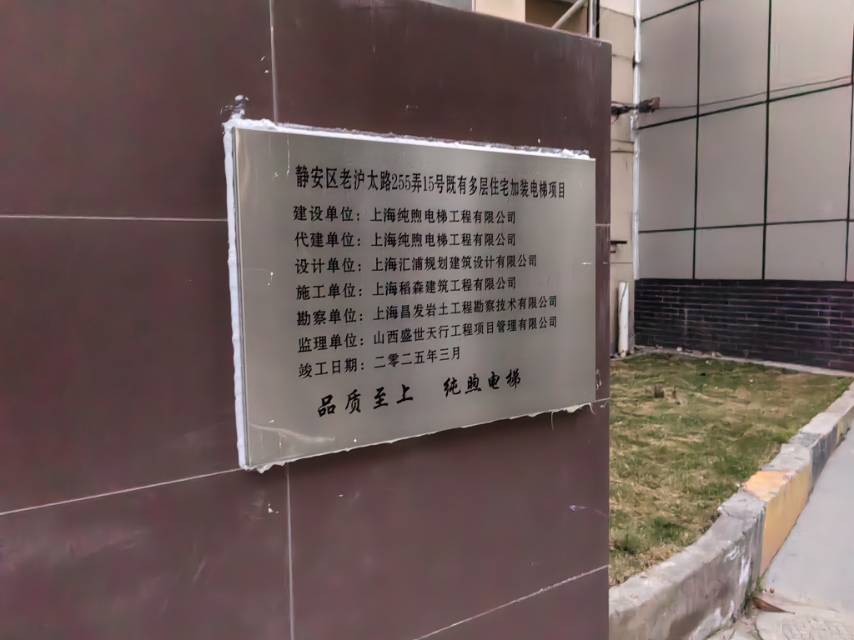 静安区老沪太路255弄15号既有多层住宅加装电梯项目
建设单位：上海纯煦电梯工程有限公司
代建单位：上海纯煦电梯工程有限公司
设计单位：上海汇浦规划建筑设计有限公司
施工单位：上海稻森建筑工程有限公司
勘察单位：上海昌发岩土工程勘察技术有限公司
监理单位：山西盛世天行工程项目管理有限公司
竣工日期：二零二五年三月
品质至上 纯煦电梯